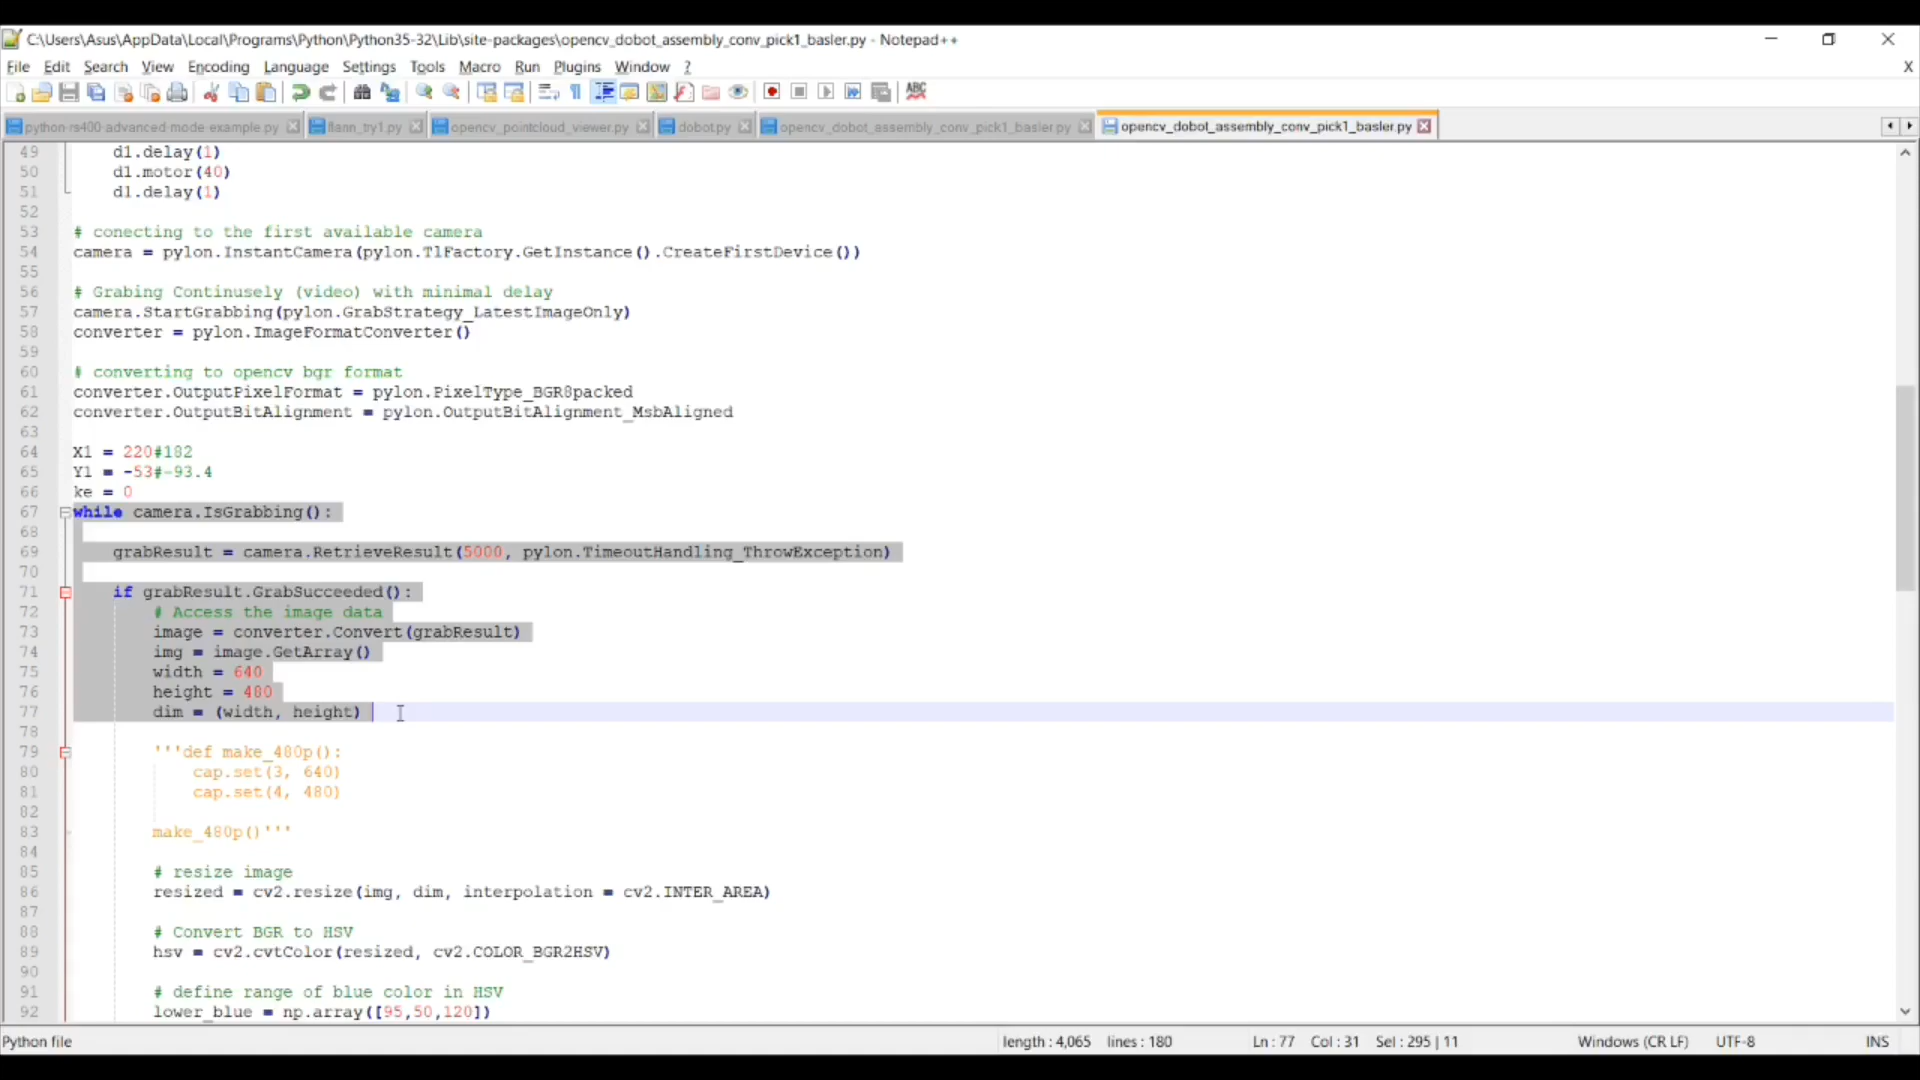 C:\Users\Asus\AppData\Local\Programs\Python\Python35-32\Lib\site-packages\opencv_dobot_assembly_conv_pick1_basler.py - Notepad++
File Edit Search View Encoding Language Settings Tools Macro Run Plugins Window ? X
ABC
python-rs400-advanced-mode-example.py flann_try1.py opencv_pointcloud_viewer.py dobot.py opencv_dobot_assembly_conv_pick1_basler.py opencv_dobot_assembly_conv_pick1_basler.py
49 d1.delay(1)
50 d1.motor(40)
51 d1.delay(1)
52
53 # conecting to the first available camera
54 camera = pylon.InstantCamera(pylon.TlFactory.GetInstance().CreateFirstDevice())
55
56 # Grabing Continusely (video) with minimal delay
57 camera.StartGrabbing(pylon.GrabStrategy_LatestImageOnly)
58 converter = pylon.ImageFormatConverter()
59
60 # converting to opencv bgr format
61 converter.OutputPixelFormat = pylon.PixelType_BGR8packed
62 converter.OutputBitAlignment = pylon.OutputBitAlignment_MsbAligned
63
64 X1 = 220#182
65 Y1 = -53#-93.4
66 ke = 0
67 while camera.IsGrabbing():
68
69 grabResult = camera.RetrieveResult(5000, pylon.TimeoutHandling_ThrowException)
70
71 if grabResult.GrabSucceeded():
72 # Access the image data
73 image = converter.Convert(grabResult)
74 img = image.GetArray()
75 width = 640
76 height = 480
77 dim = (width, height)
78
79 '''def make_480p():
80 cap.set(3, 640)
81 cap.set(4, 480)
82
83 make_480p()'''
84
85 # resize image
86 resized = cv2.resize(img, dim, interpolation = cv2.INTER_AREA)
87
88 # Convert BGR to HSV
89 hsv = cv2.cvtColor(resized, cv2.COLOR_BGR2HSV)
90
91 # define range of blue color in HSV
92 lower_blue = np.array([95,50,120])
Python file length : 4,065 lines : 180 Ln : 77 Col : 31 Sel : 295 | 11 Windows (CR LF) UTF-8 INS